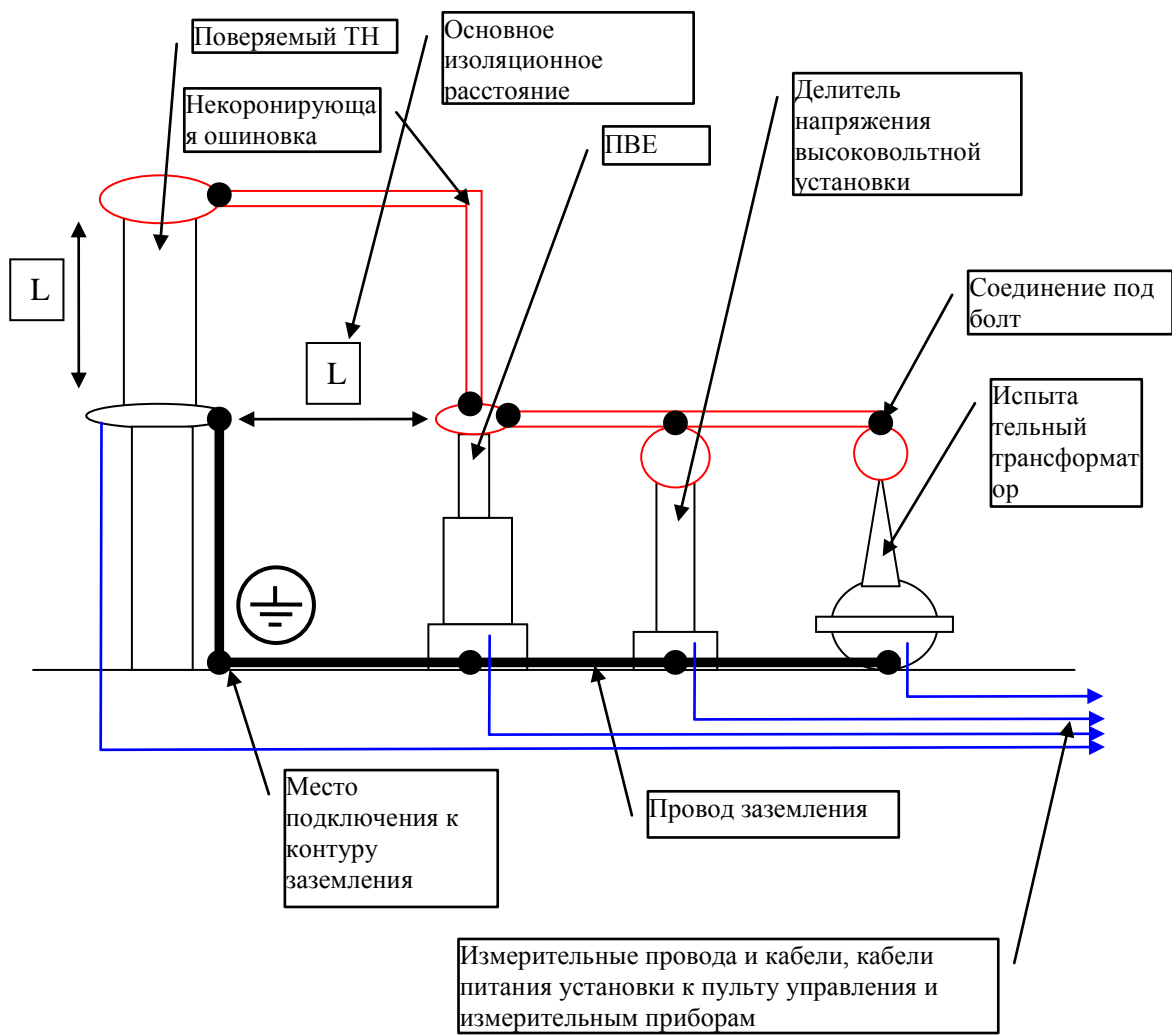 Поверяемый ТН
Основное
изоляционное
расстояние
Некоронирующа
я ошиновка
ПВЕ
Делитель
напряжения
высоковольтной
установки
L
L
Соединение под
болт
Испыта
тельный
трансформат
ор
Место
подключения к
контуру
заземления
Провод заземления
Измерительные провода и кабели, кабели
питания установки к пульту управления и
измерительным приборам